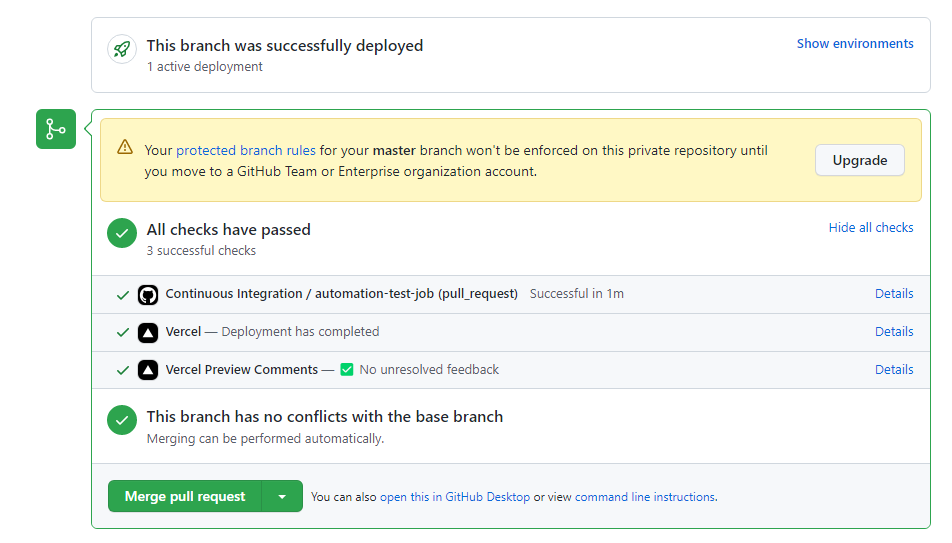 This branch was successfully deployed
Show environments
1 active deployment
Your protected branch rules for your master branch won't be enforced on this private repository until
you move to a GitHub Team or Enterprise organization account.
Upgrade
All checks have passed
Hide all checks
3 successful checks
Continuous Integration / automation-test-job (pull_request) Successful in 1m
Details
Vercel — Deployment has completed
Details
Vercel Preview Comments — ✅ No unresolved feedback
Details
This branch has no conflicts with the base branch
Merging can be performed automatically.
Merge pull request
You can also open this in GitHub Desktop or view command line instructions.